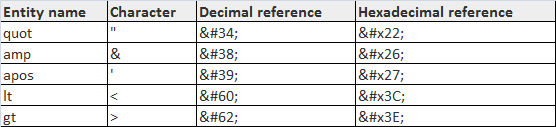 Entity name Character Decimal reference Hexadecimal reference
quot " &#34; &#x22;
amp & &#38; &#x26;
apos ' &#39; &#x27;
lt < &#60; &#x3C;
gt > &#62; &#x3E;